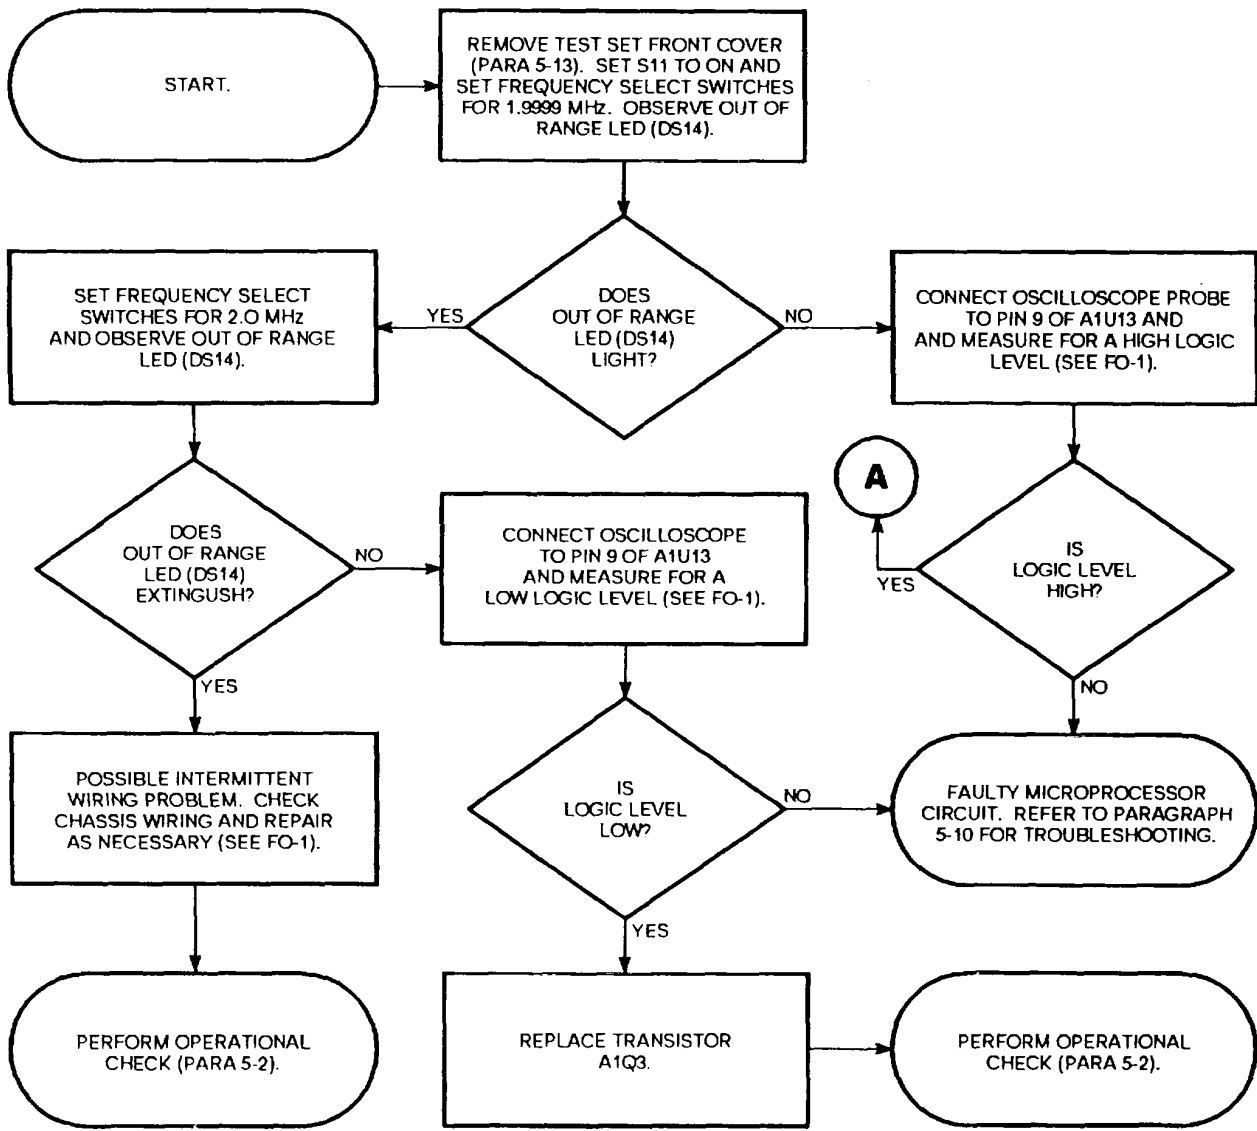 START.
REMOVE TEST SET FRONT COVER
(PARA 5-13). SET S11 TO ON AND
SET FREQUENCY SELECT SWITCHES
FOR 1.9999 MHz. OBSERVE OUT OF
RANGE LED (DS14).
SET FREQUENCY SELECT
SWITCHES FOR 2.0 MHz
AND OBSERVE OUT OF RANGE
LED (DS14).
YES
DOES
OUT OF RANGE
LED (DS14)
LIGHT?
NO
CONNECT OSCILLOSCOPE PROBE
TO PIN 9 OF A1U13 AND
AND MEASURE FOR A HIGH LOGIC
LEVEL (SEE FO-1).
DOES
OUT OF RANGE
LED (DS14)
EXTINGUSH?
NO
YES
CONNECT OSCILLOSCOPE
TO PIN 9 OF A1U13
AND MEASURE FOR A
LOW LOGIC LEVEL (SEE FO-1).
A
YES
IS
LOGIC LEVEL
HIGH?
NO
POSSIBLE INTERMITTENT
WIRING PROBLEM. CHECK
CHASSIS WIRING AND REPAIR
AS NECESSARY (SEE FO-1).
IS
LOGIC LEVEL
LOW?
NO
YES
FAULTY MICROPROCESSOR
CIRCUIT. REFER TO PARAGRAPH
5-10 FOR TROUBLESHOOTING.
PERFORM OPERATIONAL
CHECK (PARA 5-2).
REPLACE TRANSISTOR
A1Q3.
PERFORM OPERATIONAL
CHECK (PARA 5-2).